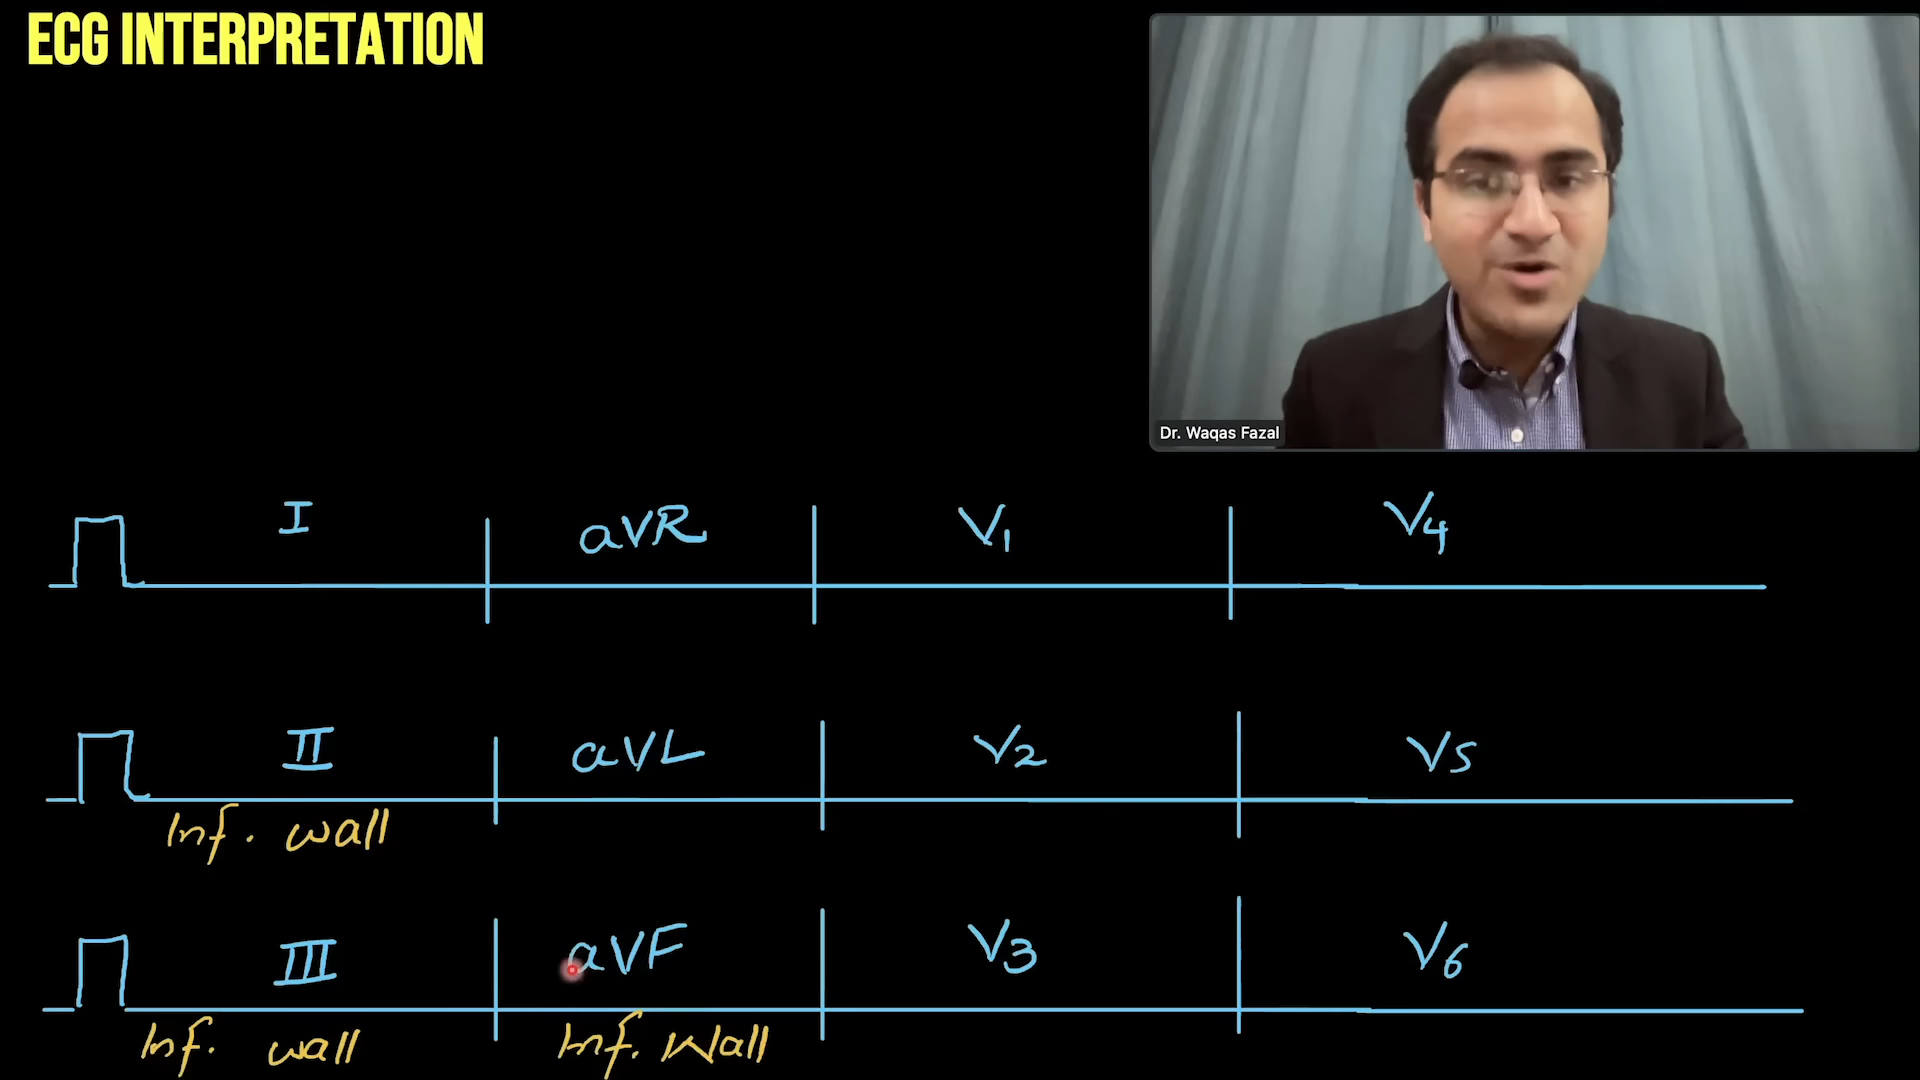 ECG INTERPRETATION
Dr. Waqas Fazal
I aVR V1 V4
II aVL V2 V5
Inf. wall
III aVF V3 V6
Inf. wall Inf. Wall